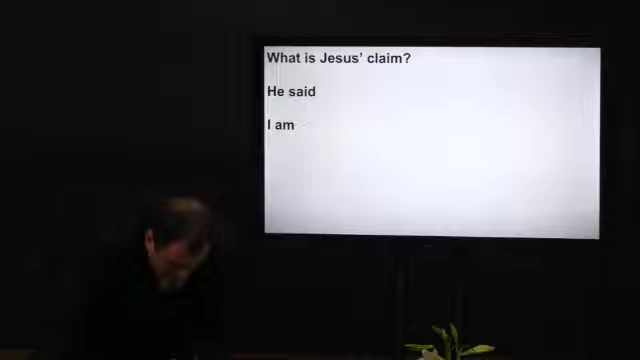 What is Jesus’ claim?
He said
I am